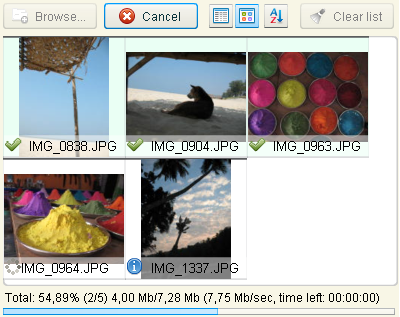 Browse... Cancel A Z Clear list
IMG_0838.JPG IMG_0904.JPG IMG_0963.JPG
IMG_0964.JPG i IMG_1337.JPG
Total: 54,89% (2/5) 4,00 Mb/7,28 Mb (7,75 Mb/sec, time left: 00:00:00)